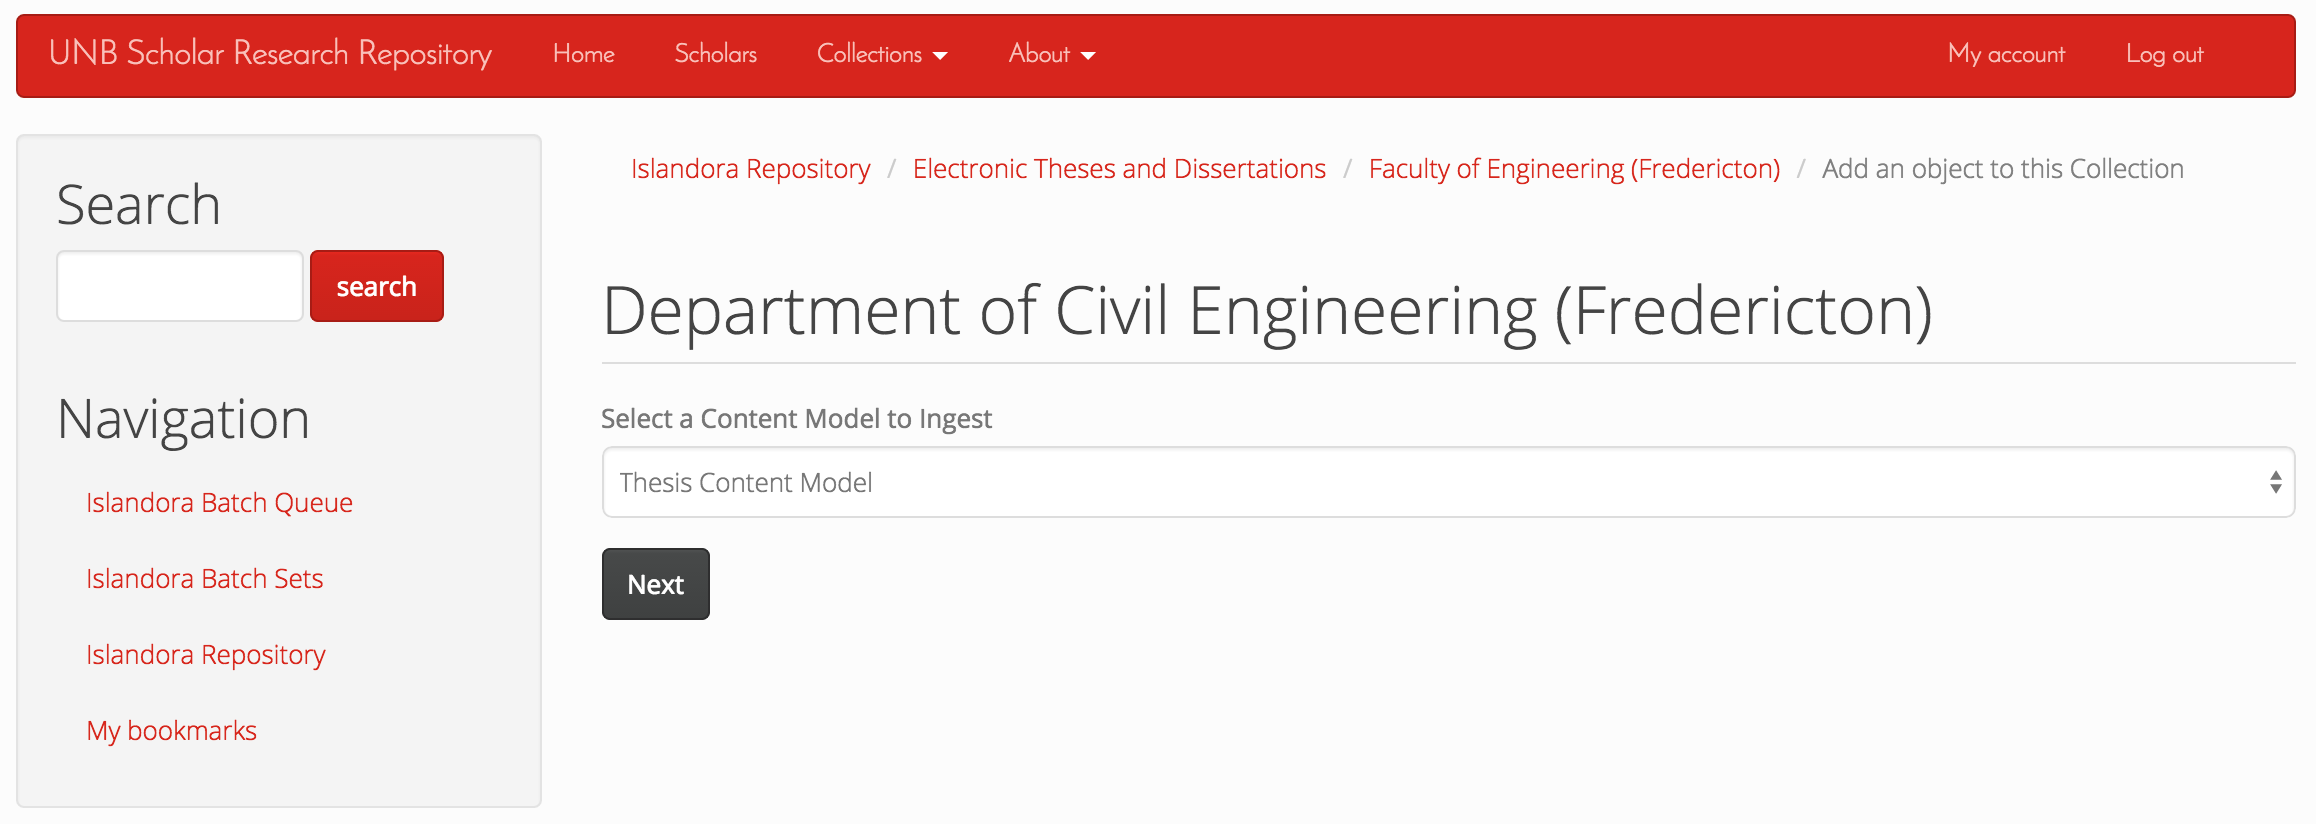 UNB Scholar Research Repository Home Scholars Collections About My account Log out
Islandora Repository / Electronic Theses and Dissertations / Faculty of Engineering (Fredericton) / Add an object to this Collection
Search
search
Navigation
Islandora Batch Queue
Islandora Batch Sets
Islandora Repository
My bookmarks
Department of Civil Engineering (Fredericton)
Select a Content Model to Ingest
Thesis Content Model
Next